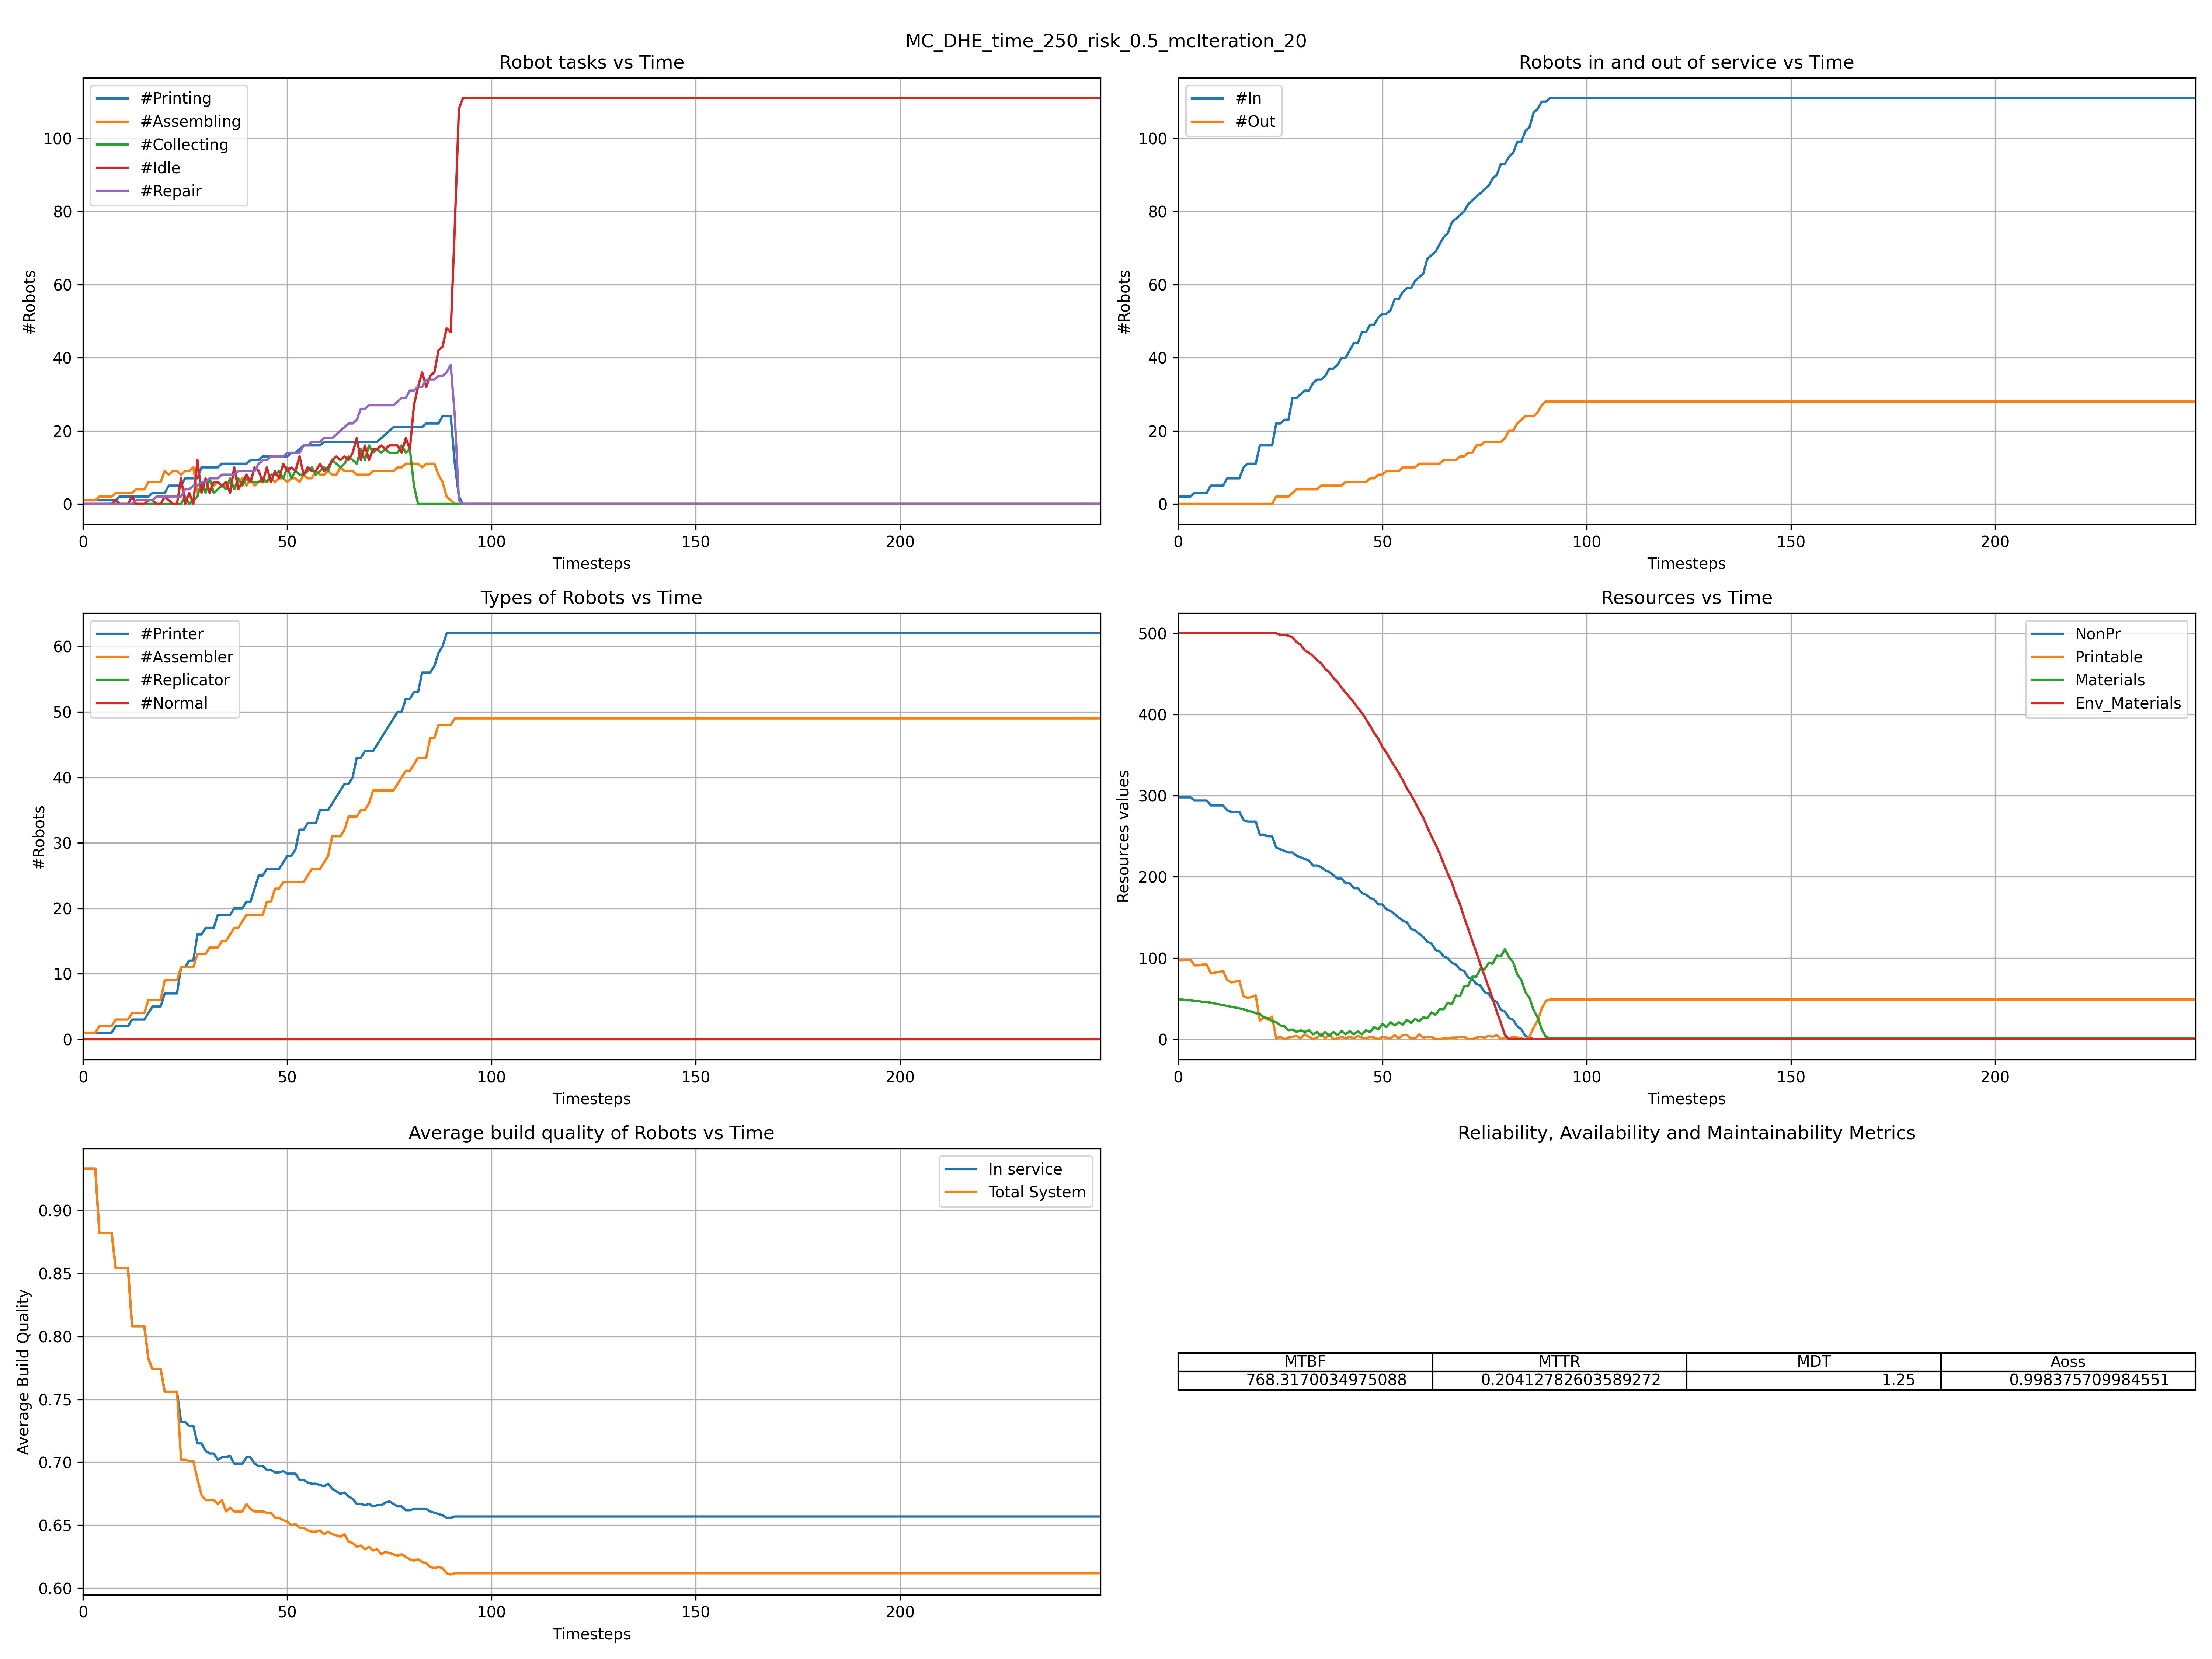 MC_DHE_time_250_risk_0.5_mcIteration_20
Robot tasks vs Time
#Printing
#Assembling
#Collecting
#Idle
#Repair
#Robots
100
80
60
40
20
0
0 50 100 150 200
Timesteps
Robots in and out of service vs Time
#In
#Out
#Robots
100
80
60
40
20
0
0 50 100 150 200
Timesteps
Types of Robots vs Time
#Printer
#Assembler
#Replicator
#Normal
#Robots
60
50
40
30
20
10
0
0 50 100 150 200
Timesteps
Resources vs Time
NonPr
Printable
Materials
Env_Materials
Resources values
500
400
300
200
100
0
0 50 100 150 200
Timesteps
Average build quality of Robots vs Time
In service
Total System
Average Build Quality
0.90
0.85
0.80
0.75
0.70
0.65
0.60
0 50 100 150 200
Timesteps
Reliability, Availability and Maintainability Metrics
MTBF MTTR MDT Aoss
768.3170034975088 0.20412782603589272 1.25 0.998375709984551